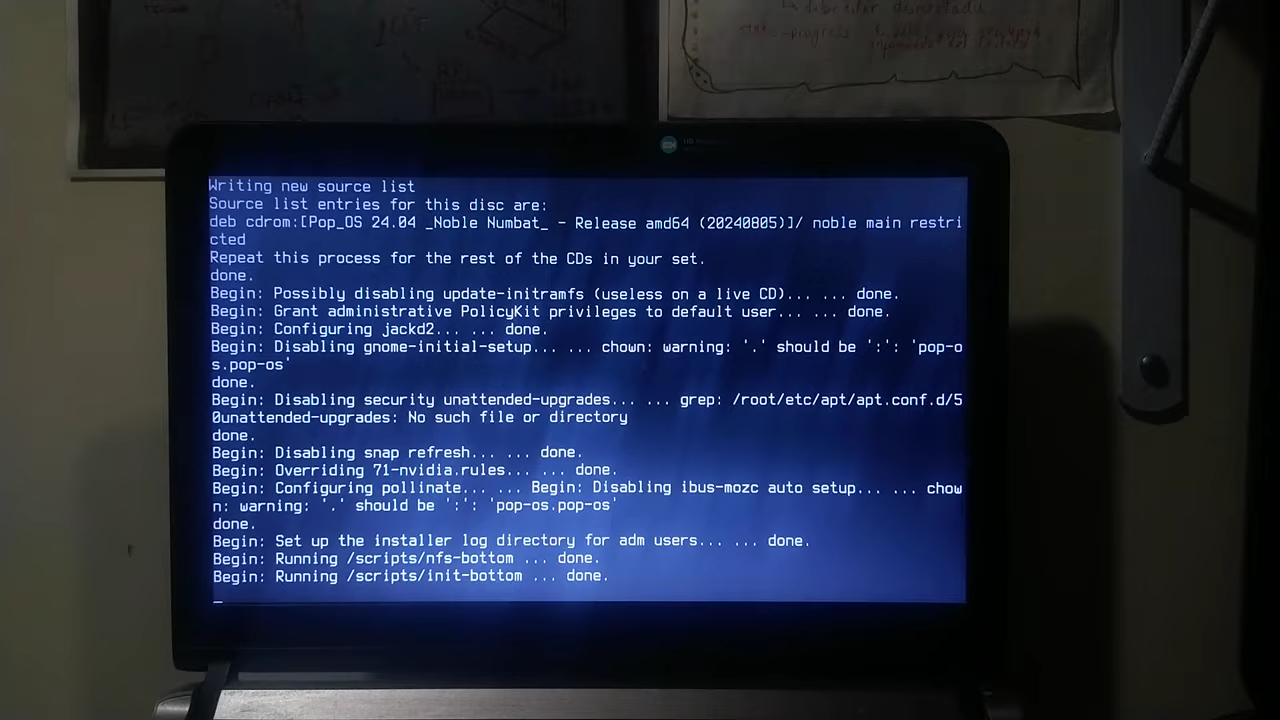 debe estar desmontada
status=progress
Writing new source list
Source list entries for this disc are:
deb cdrom:[Pop_OS 24.04 _Noble Numbat_ - Release amd64 (20240805)]/ noble main restri
cted
Repeat this process for the rest of the CDs in your set.
done.
Begin: Possibly disabling update-initramfs (useless on a live CD)... ... done.
Begin: Grant administrative PolicyKit privileges to default user... ... done.
Begin: Configuring jackd2... ... done.
Begin: Disabling gnome-initial-setup... ... chown: warning: '.' should be ':': 'pop-o
s.pop-os'
done.
Begin: Disabling security unattended-upgrades... ... grep: /root/etc/apt/apt.conf.d/5
0unattended-upgrades: No such file or directory
done.
Begin: Disabling snap refresh... ... done.
Begin: Overriding 71-nvidia.rules... ... done.
Begin: Configuring pollinate... ... Begin: Disabling ibus-mozc auto setup... ... chow
n: warning: '.' should be ':': 'pop-os.pop-os'
done.
Begin: Set up the installer log directory for adm users... ... done.
Begin: Running /scripts/nfs-bottom ... done.
Begin: Running /scripts/init-bottom ... done.